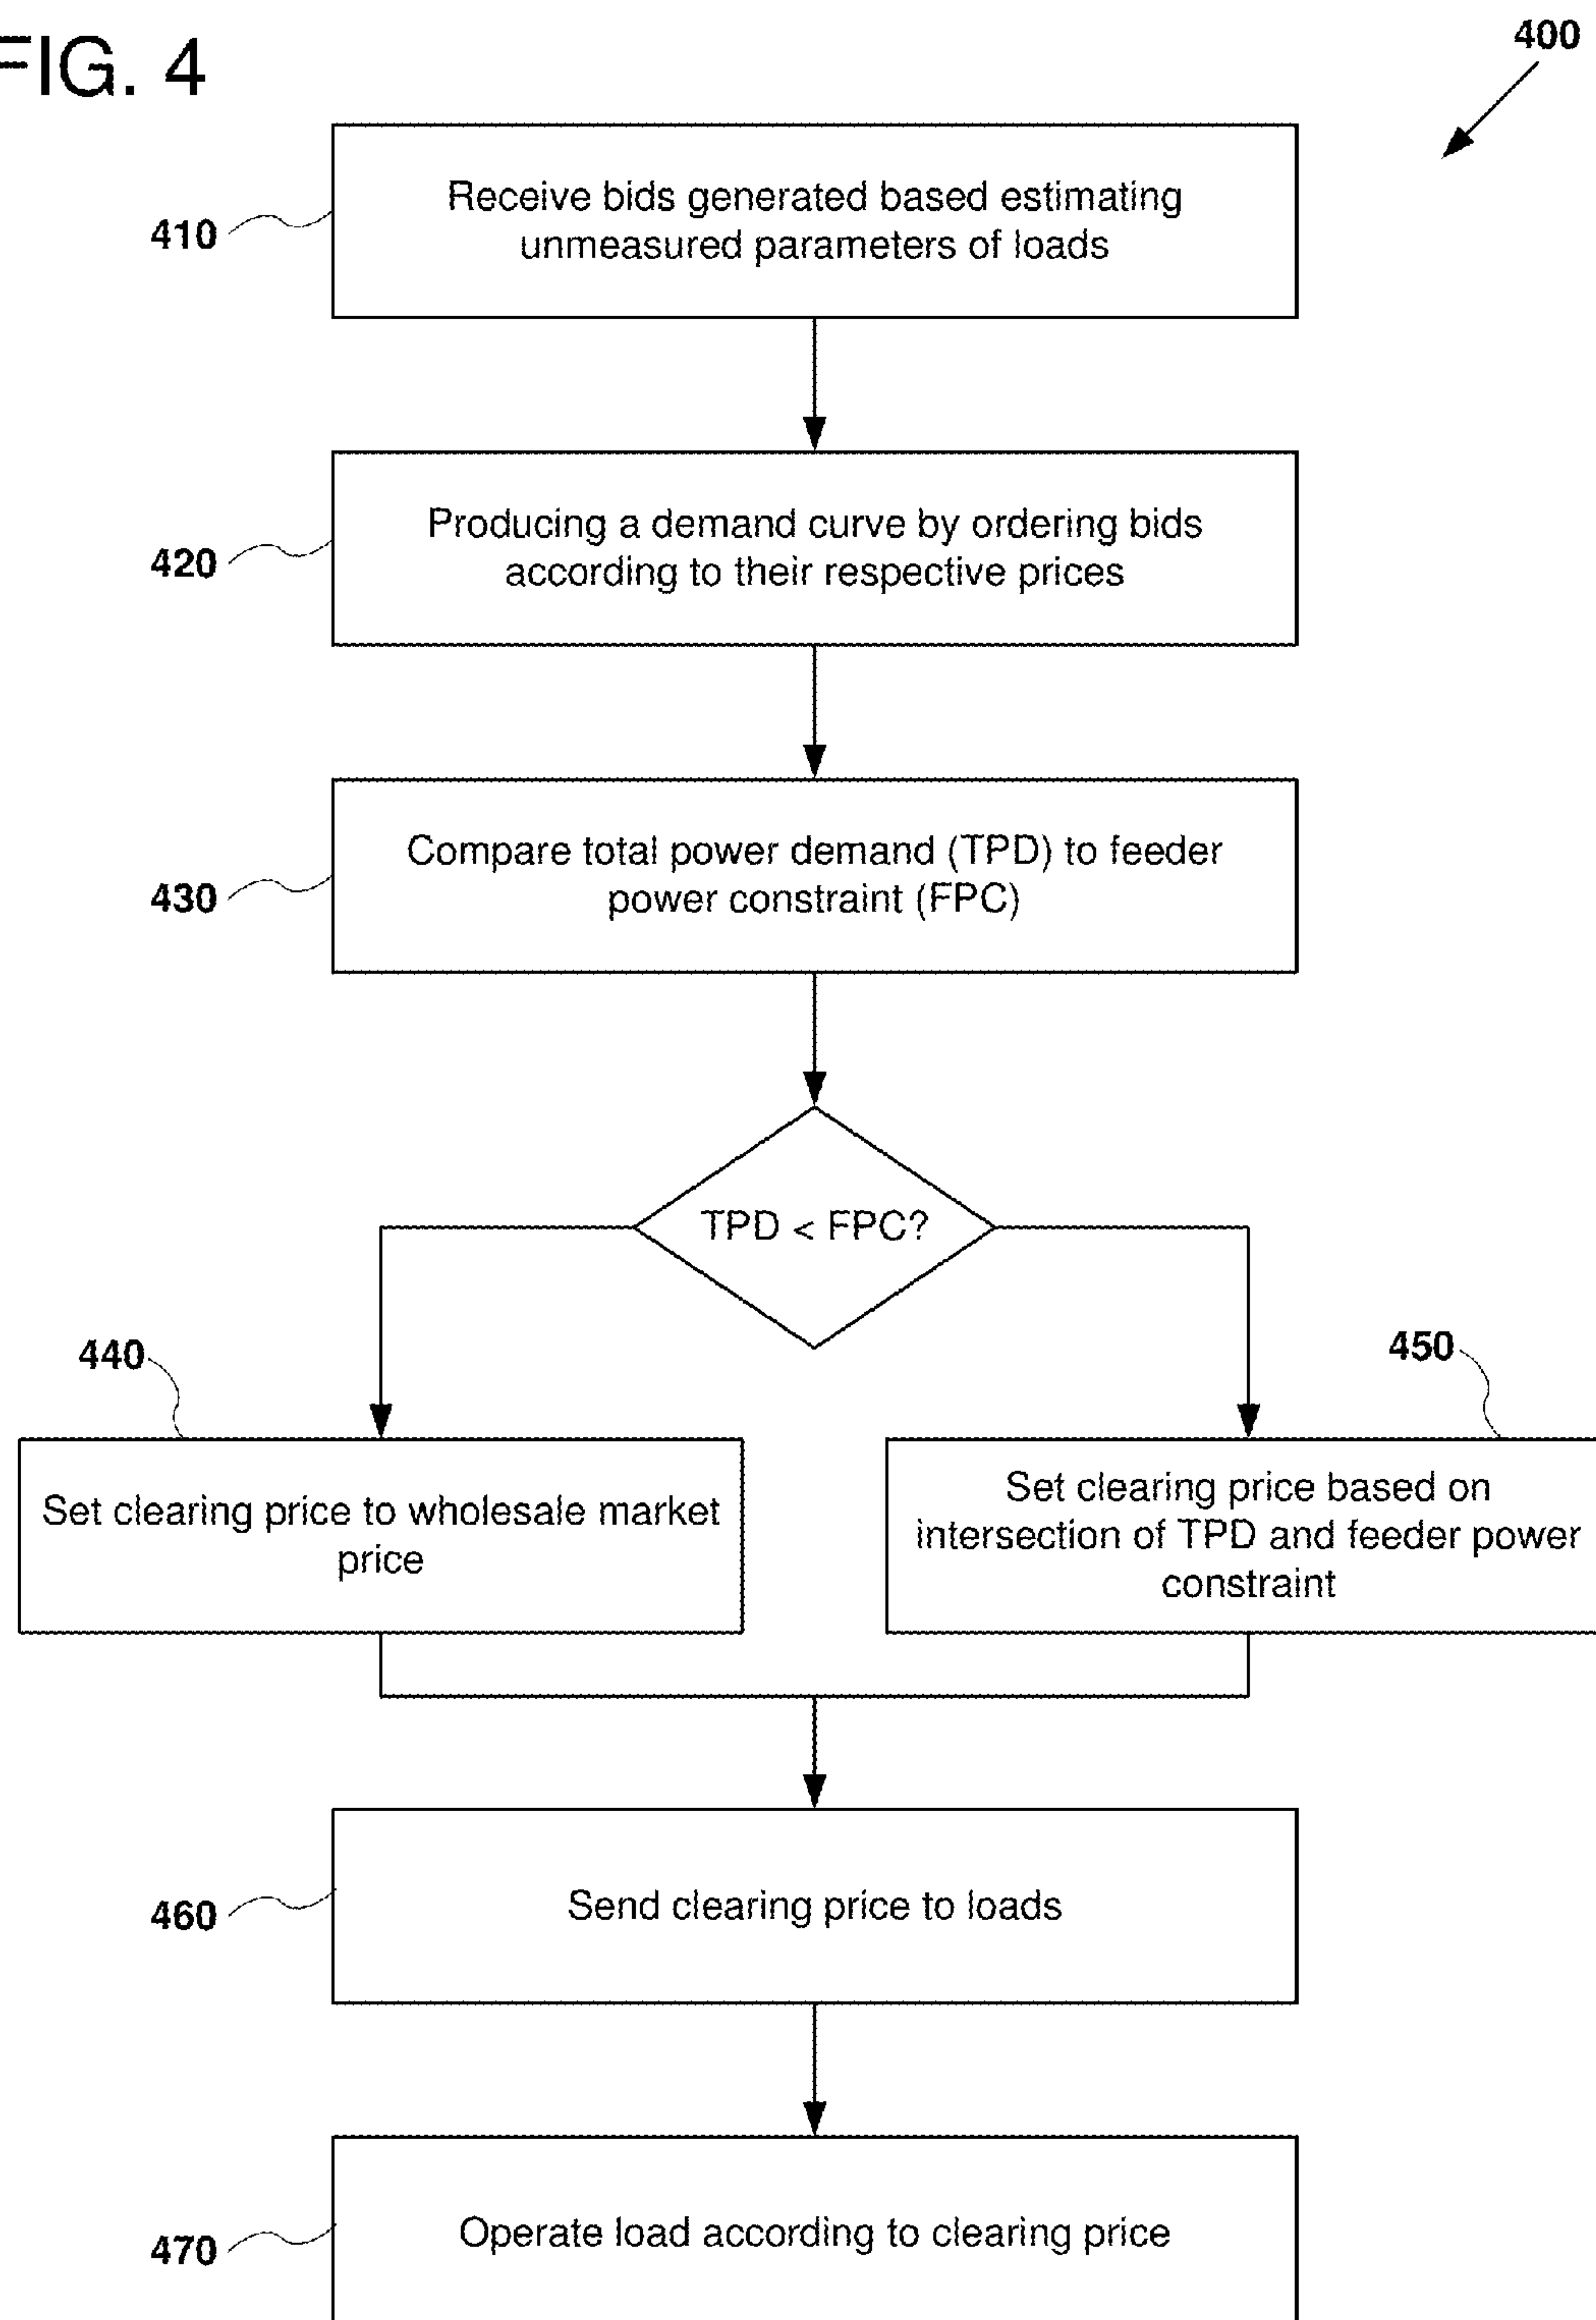 FIG. 4
400
410
Receive bids generated based estimating
unmeasured parameters of loads
420
Producing a demand curve by ordering bids
according to their respective prices
430
Compare total power demand (TPD) to feeder
power constraint (FPC)
TPD < FPC?
440
450
Set clearing price to wholesale market
price
Set clearing price based on
intersection of TPD and feeder power
constraint
460
Send clearing price to loads
470
Operate load according to clearing price